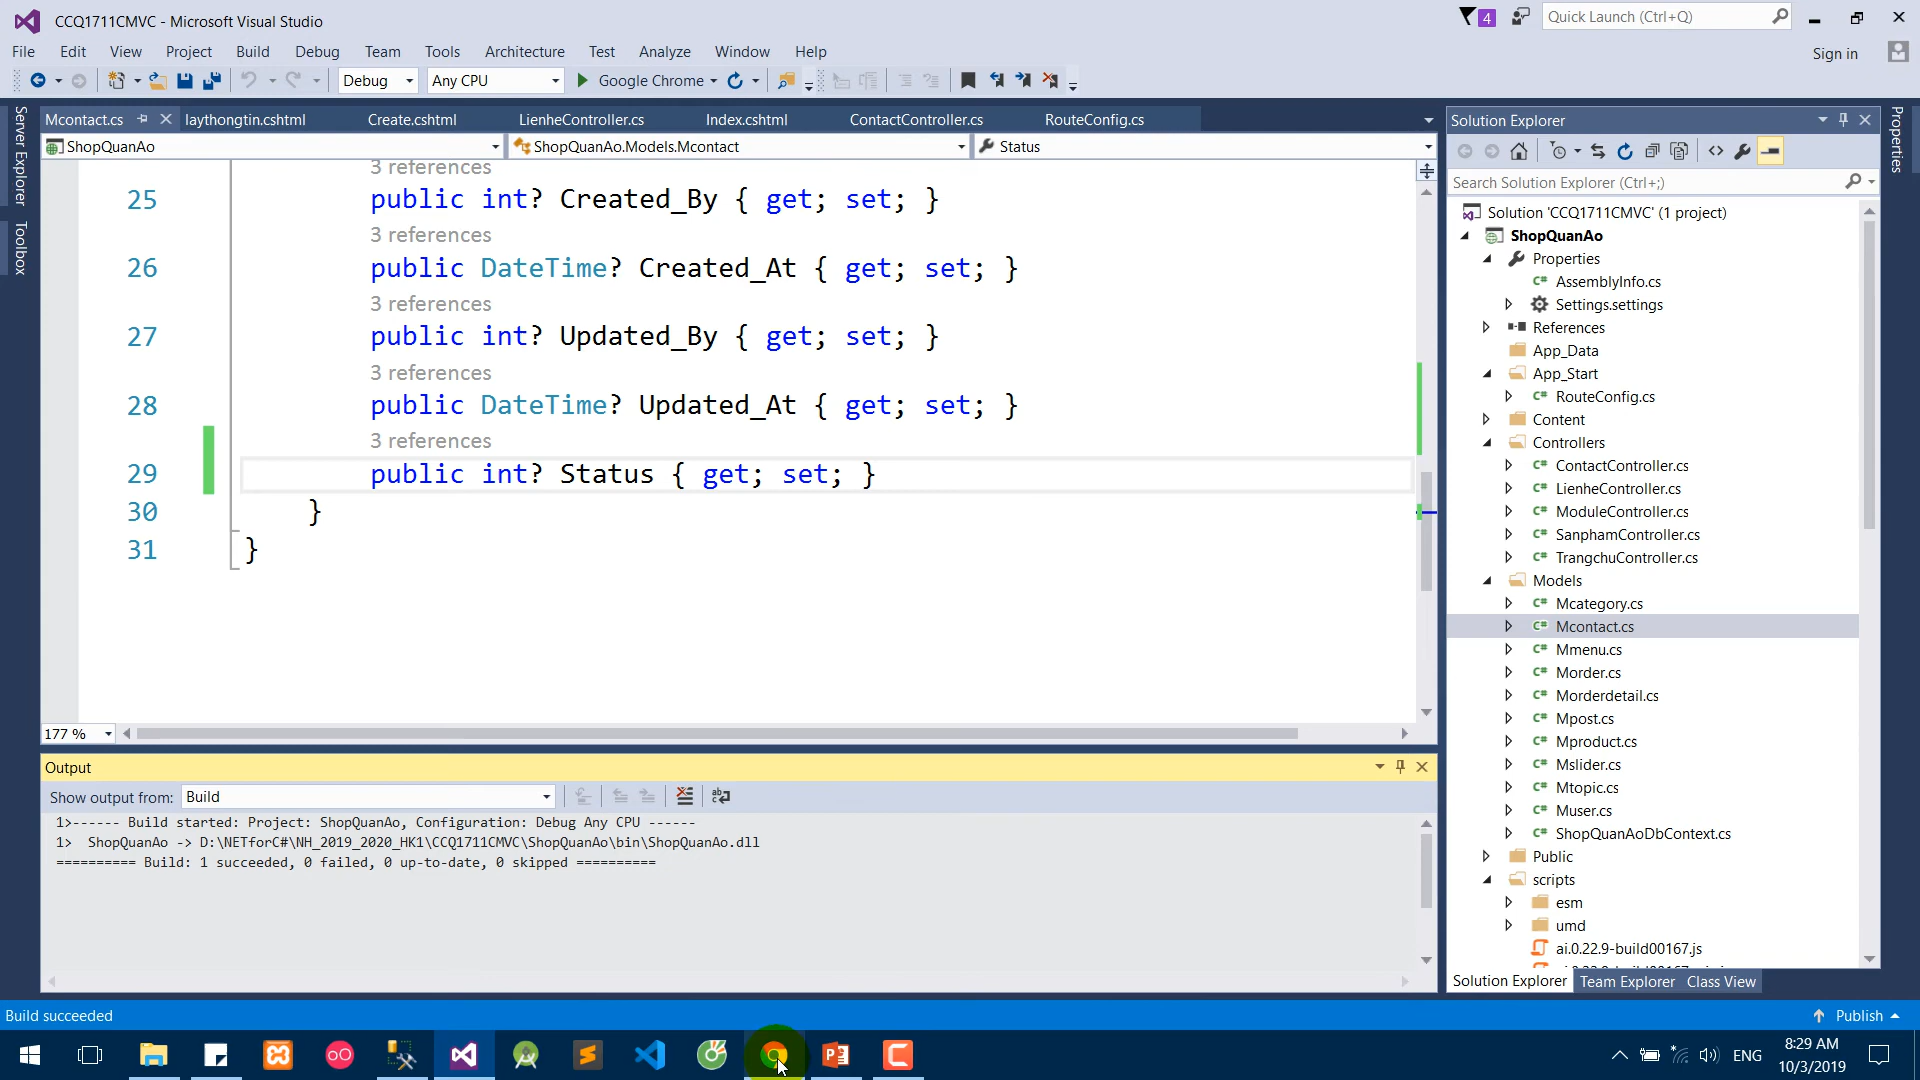 CCQ1711CMVC - Microsoft Visual Studio
4
Quick Launch (Ctrl+Q)
File Edit View Project Build Debug Team Tools Test Analyze Window Help
Sign in
Debug Any CPU Google Chrome
Server Explorer
Toolbox
Mcontact.cs laythongtin.cshtml Create.cshtml LienheController.cs Index.cshtml ContactController.cs RouteConfig.cs
ShopQuanAo ShopQuanAo.Models.Mcontact Status
3 references
25 public int? Created_By { get; set; }
3 references
26 public DateTime? Created_At { get; set; }
3 references
27 public int? Updated_By { get; set; }
3 references
28 public DateTime? Updated_At { get; set; }
3 references
29 public int? Status { get; set; }
30 }
31 }
177 %
Output
Show output from: Build
1>------ Build started: Project: ShopQuanAo, Configuration: Debug Any CPU ------
1>  ShopQuanAo -> D:\NETforC#\NH_2019_2020_HK1\CCQ1711CMVC\ShopQuanAo\bin\ShopQuanAo.dll
========== Build: 1 succeeded, 0 failed, 0 up-to-date, 0 skipped ==========
Solution Explorer
Search Solution Explorer (Ctrl+;)
Solution 'CCQ1711CMVC' (1 project)
ShopQuanAo
Properties
AssemblyInfo.cs
Settings.settings
References
App_Data
App_Start
RouteConfig.cs
Content
Controllers
ContactController.cs
LienheController.cs
ModuleController.cs
SanphamController.cs
TrangchuController.cs
Models
Mcategory.cs
Mcontact.cs
Mmenu.cs
Morder.cs
Morderdetail.cs
Mpost.cs
Mproduct.cs
Mslider.cs
Mtopic.cs
Muser.cs
ShopQuanAoDbContext.cs
Public
scripts
esm
umd
ai.0.22.9-build00167.js
Solution Explorer Team Explorer Class View
Properties
Build succeeded
Publish
ENG
8:29 AM
10/3/2019